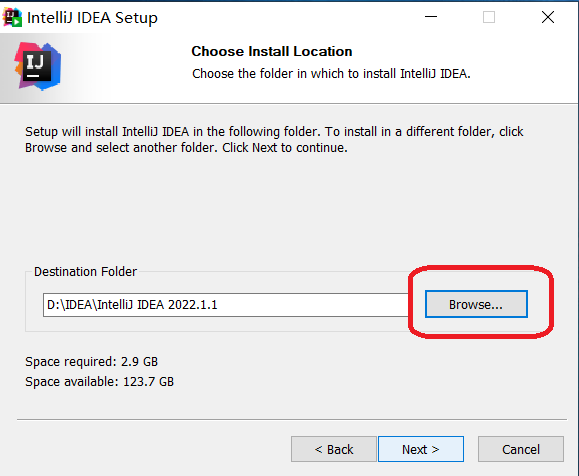 IntelliJ IDEA Setup
IJ
Choose Install Location
Choose the folder in which to install IntelliJ IDEA.
Setup will install IntelliJ IDEA in the following folder. To install in a different folder, click
Browse and select another folder. Click Next to continue.
Destination Folder
D:\IDEA\IntelliJ IDEA 2022.1.1
Browse...
Space required: 2.9 GB
Space available: 123.7 GB
< Back
Next >
Cancel